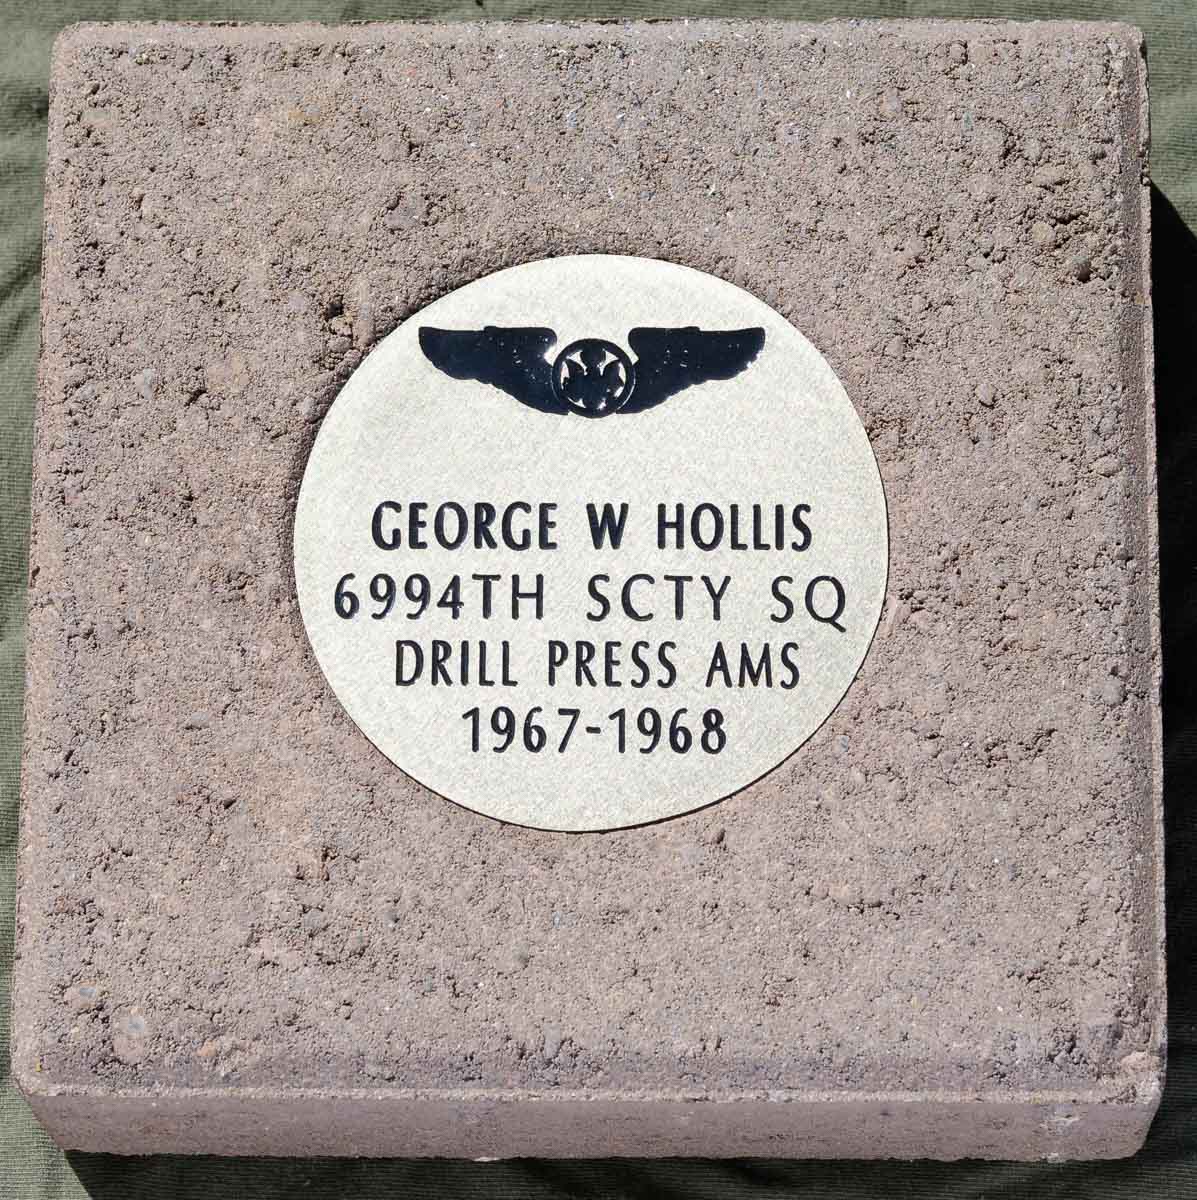 GEORGE W HOLLIS
6994TH SCTY SQ
DRILL PRESS AMS
1967-1968